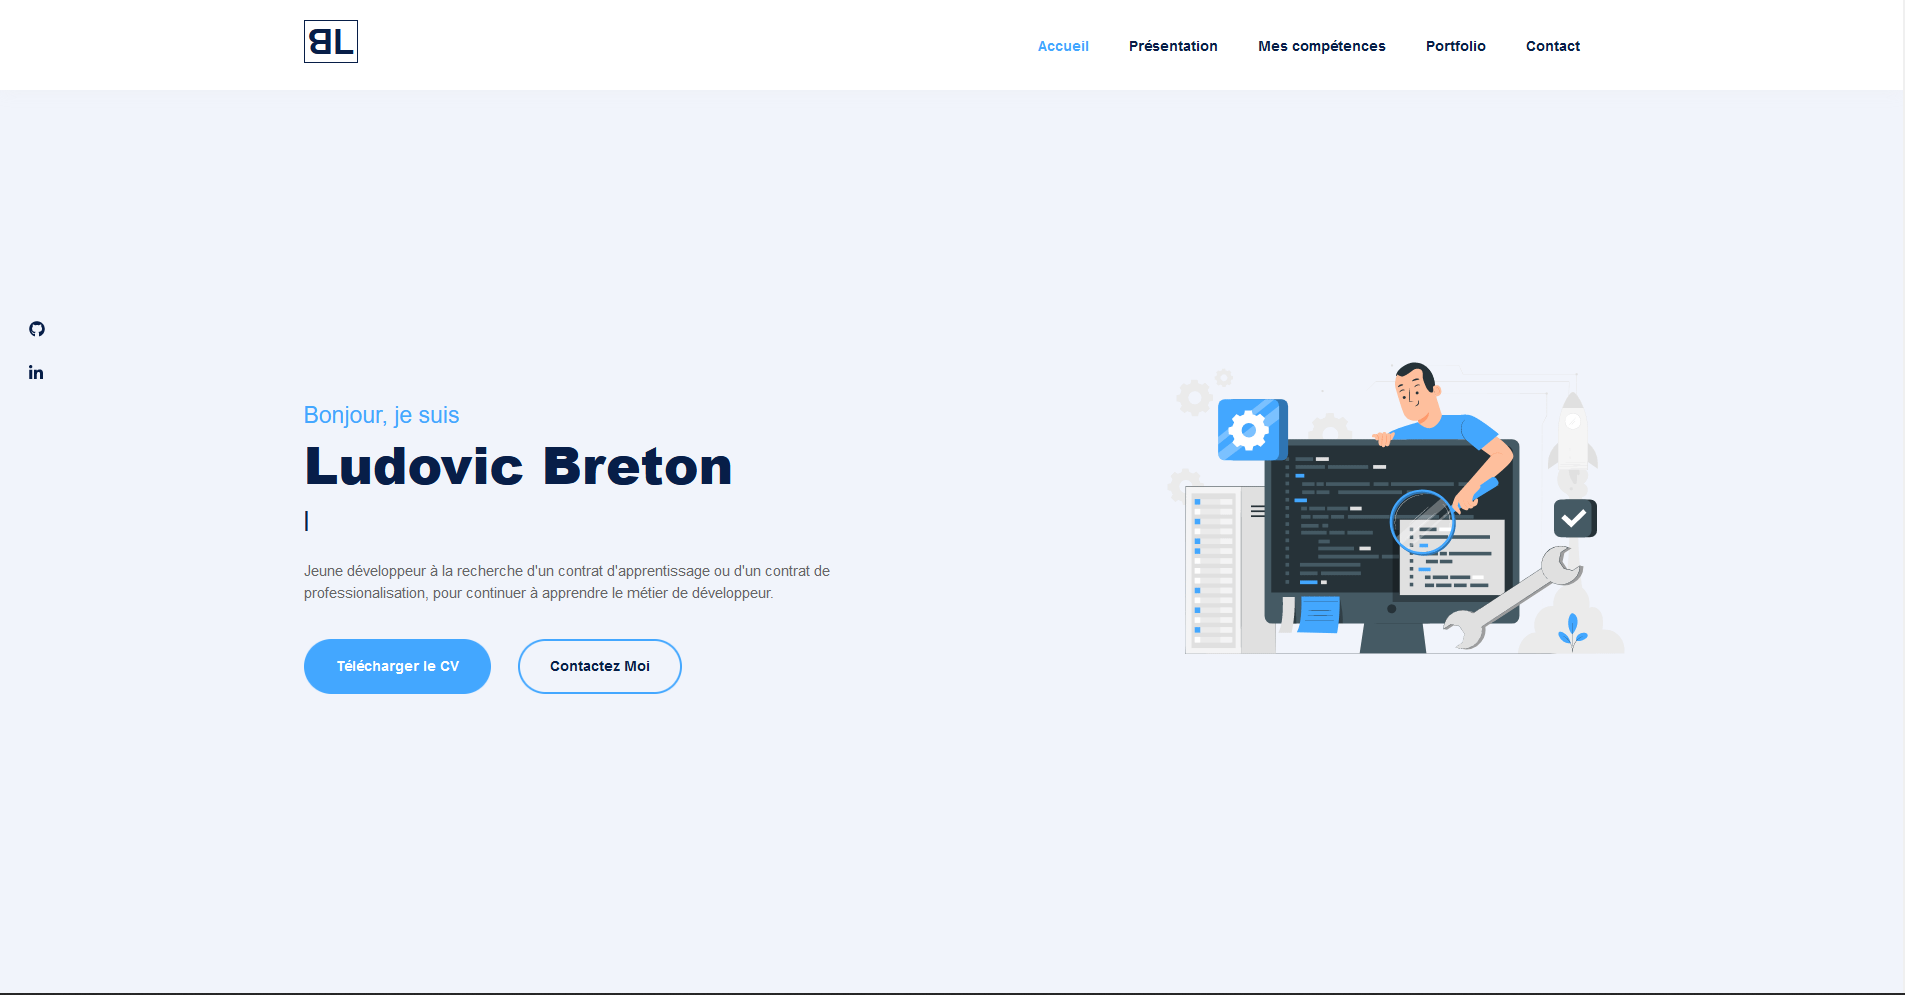 BL
Accueil
Présentation
Mes compétences
Portfolio
Contact
in
Bonjour, je suis
Ludovic Breton
|
Jeune développeur à la recherche d'un contrat d'apprentissage ou d'un contrat de
professionalisation, pour continuer à apprendre le métier de développeur.
Télécharger le CV
Contactez Moi